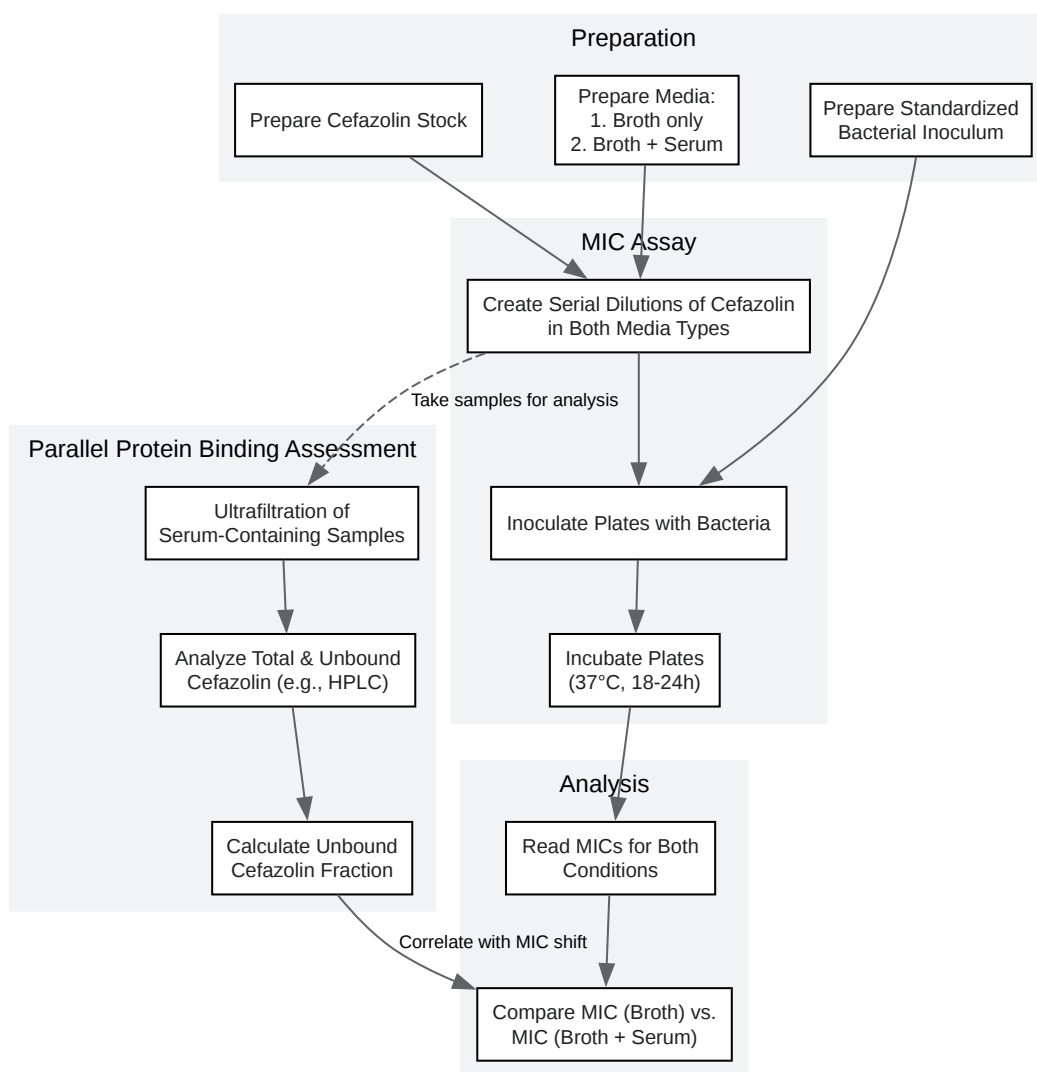 Preparation
Prepare Cefazolin Stock
Prepare Media:
1. Broth only
2. Broth + Serum
Prepare Standardized
Bacterial Inoculum
MIC Assay
Create Serial Dilutions of Cefazolin
in Both Media Types
Take samples for analysis
Parallel Protein Binding Assessment
Ultrafiltration of
Serum-Containing Samples
Inoculate Plates with Bacteria
Analyze Total & Unbound
Cefazolin (e.g., HPLC)
Incubate Plates
(37°C, 18-24h)
Analysis
Calculate Unbound
Cefazolin Fraction
Read MICs for Both
Conditions
Correlate with MIC shift
Compare MIC (Broth) vs.
MIC (Broth + Serum)